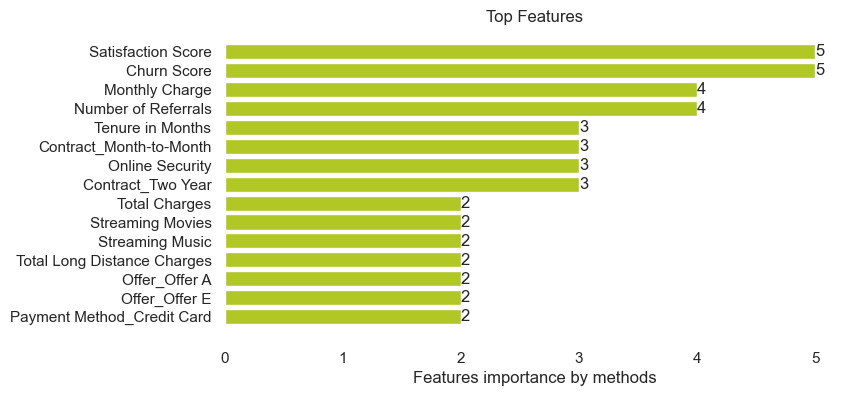 Top Features
Satisfaction Score 5
Churn Score 5
Monthly Charge 4
Number of Referrals 4
Tenure in Months 3
Contract_Month-to-Month 3
Online Security 3
Contract_Two Year 3
Total Charges 2
Streaming Movies 2
Streaming Music 2
Total Long Distance Charges 2
Offer_Offer A 2
Offer_Offer E 2
Payment Method_Credit Card 2
0 1 2 3 4 5
Features importance by methods